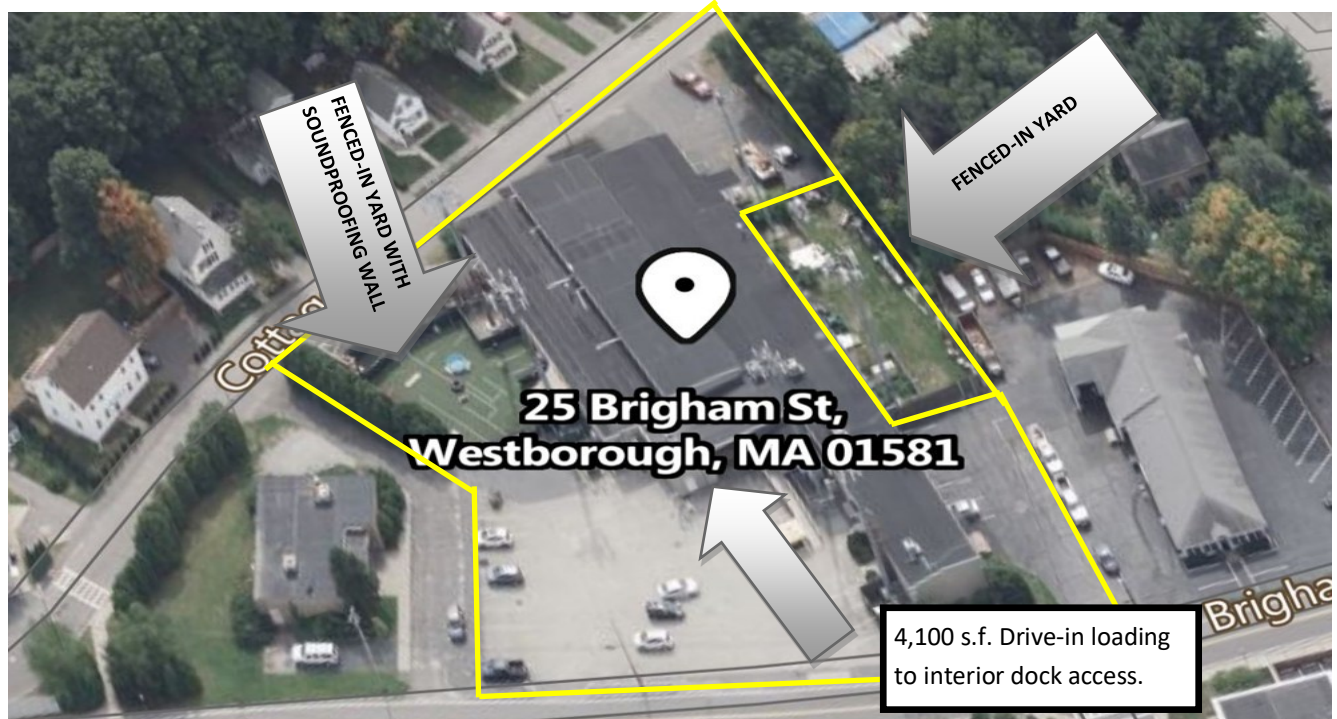 FENCED-IN YARD WITH
SOUNDPROOFING WALL
FENCED-IN YARD
25 Brigham St,
Westborough, MA 01581
4,100 s.f. Drive-in loading
to interior dock access.